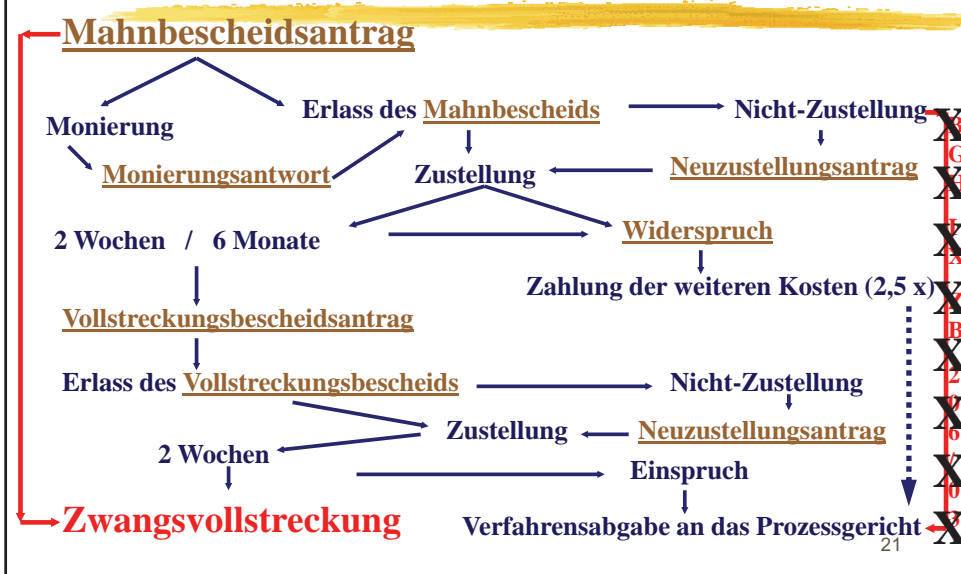 Mahnbescheidsantrag
Erlass des Mahnbescheids
Nicht-Zustellung
Monierung
Monierungsantwort
Zustellung
Neuzustellungsantrag
2 Wochen / 6 Monate
Widerspruch
Zahlung der weiteren Kosten (2,5 x)
Vollstreckungsbescheidsantrag
Erlass des Vollstreckungsbescheids
Nicht-Zustellung
Zustellung
Neuzustellungsantrag
2 Wochen
Einspruch
Zwangsvollstreckung
Verfahrensabgabe an das Prozessgericht
21
X
X
X
X
X
X
X
X